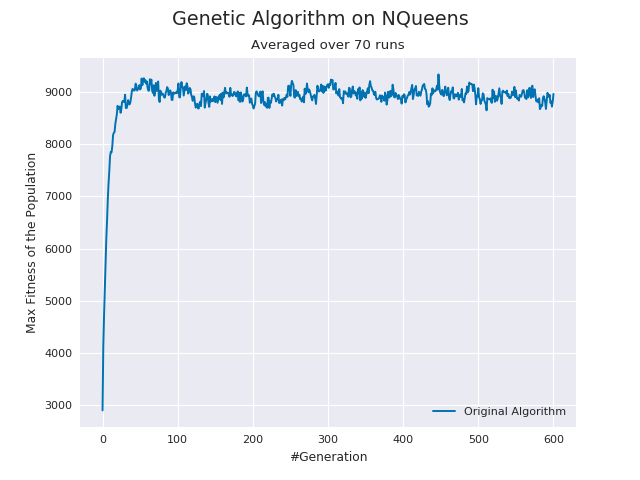 Genetic Algorithm on NQueens
Averaged over 70 runs
9000
8000
7000
6000
5000
4000
3000
Max Fitness of the Population
Original Algorithm
0 100 200 300 400 500 600
#Generation